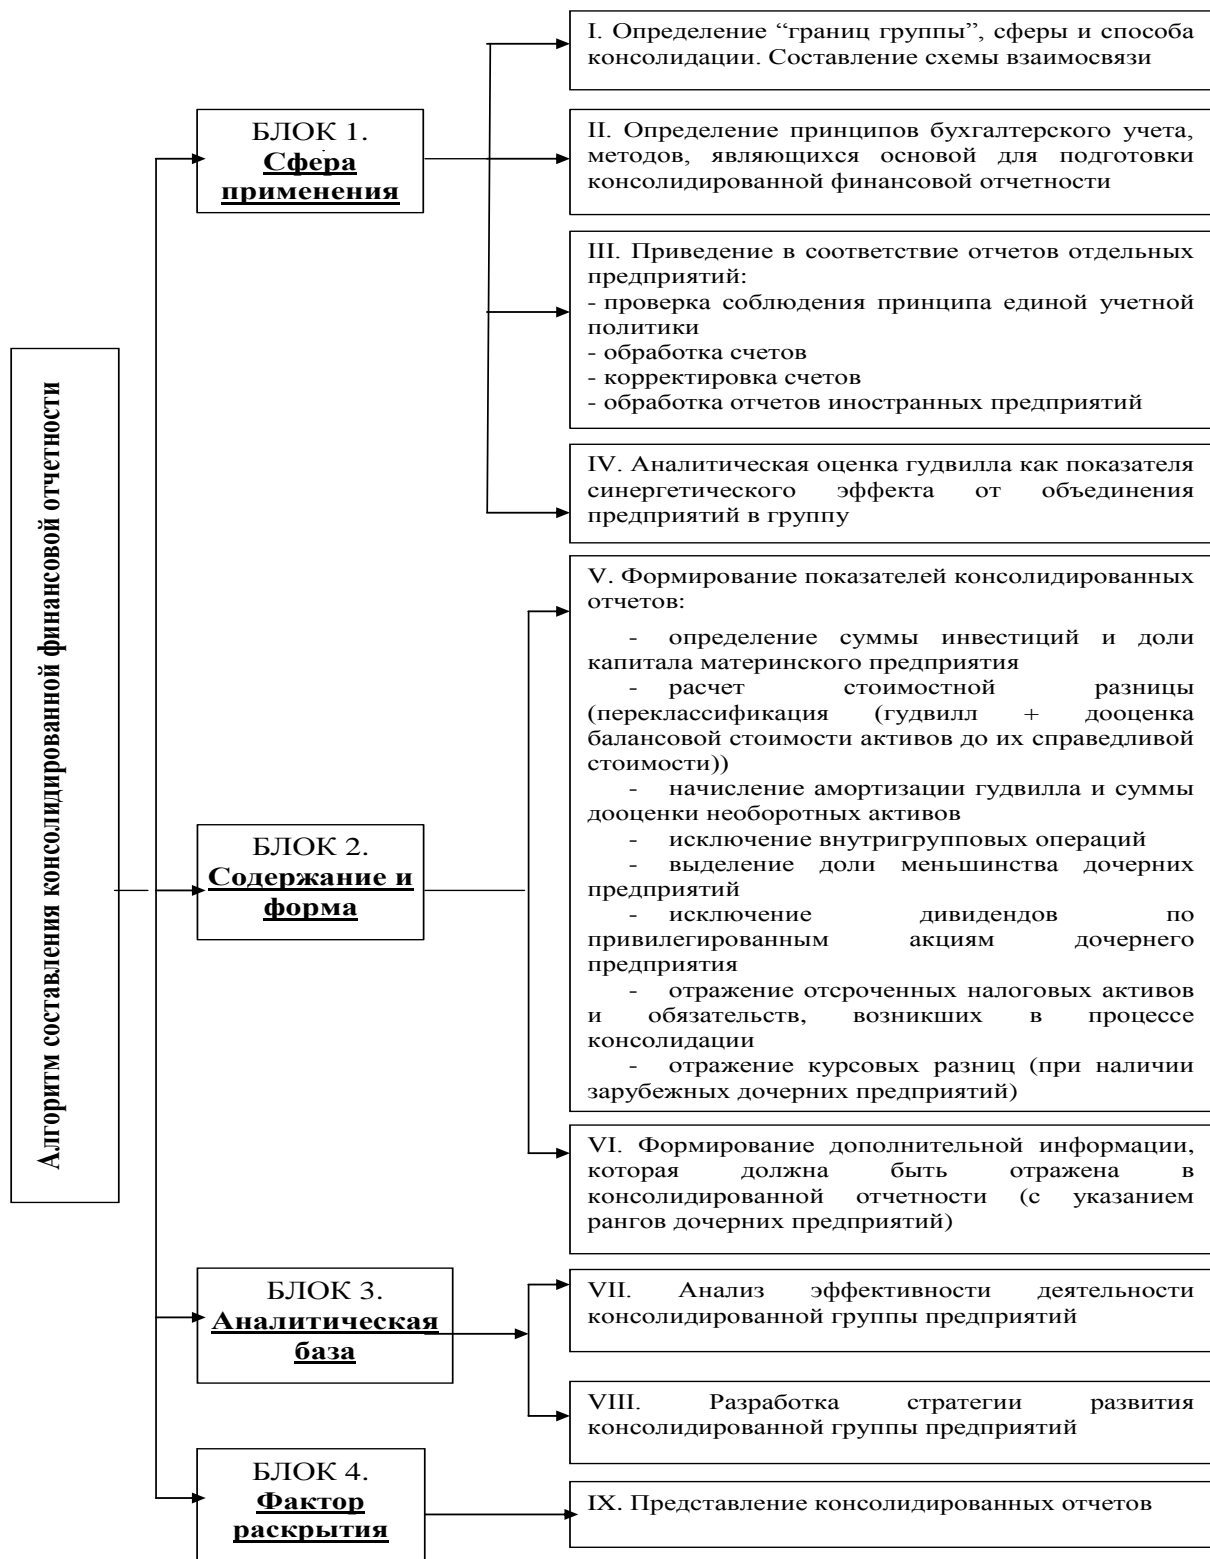 Алгоритм составления консолидированной финансовой отчетности
БЛОК 1.
Сфера
применения
I. Определение “границ группы”, сферы и способа
консолидации. Составление схемы взаимосвязи
II. Определение принципов бухгалтерского учета,
методов, являющихся основой для подготовки
консолидированной финансовой отчетности
III. Приведение в соответствие отчетов отдельных
предприятий:
- проверка соблюдения принципа единой учетной
политики
- обработка счетов
- корректировка счетов
- обработка отчетов иностранных предприятий
IV. Аналитическая оценка гудвилла как показателя
синергетического эффекта от объединения
предприятий в группу
БЛОК 2.
Содержание и
форма
V. Формирование показателей консолидированных
отчетов:
- определение суммы инвестиций и доли
капитала материнского предприятия
- расчет стоимостной разницы
(переклассификация (гудвилл + дооценка
балансовой стоимости активов до их справедливой
стоимости))
- начисление амортизации гудвилла и суммы
дооценки необоротных активов
- исключение внутригрупповых операций
- выделение доли меньшинства дочерних
предприятий
- исключение дивидендов по
привилегированным акциям дочернего
предприятия
- отражение отсроченных налоговых активов
и обязательств, возникших в процессе
консолидации
- отражение курсовых разниц (при наличии
зарубежных дочерних предприятий)
VI. Формирование дополнительной информации,
которая должна быть отражена в
консолидированной отчетности (с указанием
рангов дочерних предприятий)
БЛОК 3.
Аналитическая
база
VII. Анализ эффективности деятельности
консолидированной группы предприятий
VIII. Разработка стратегии развития
консолидированной группы предприятий
БЛОК 4.
Фактор
раскрытия
IX. Представление консолидированных отчетов